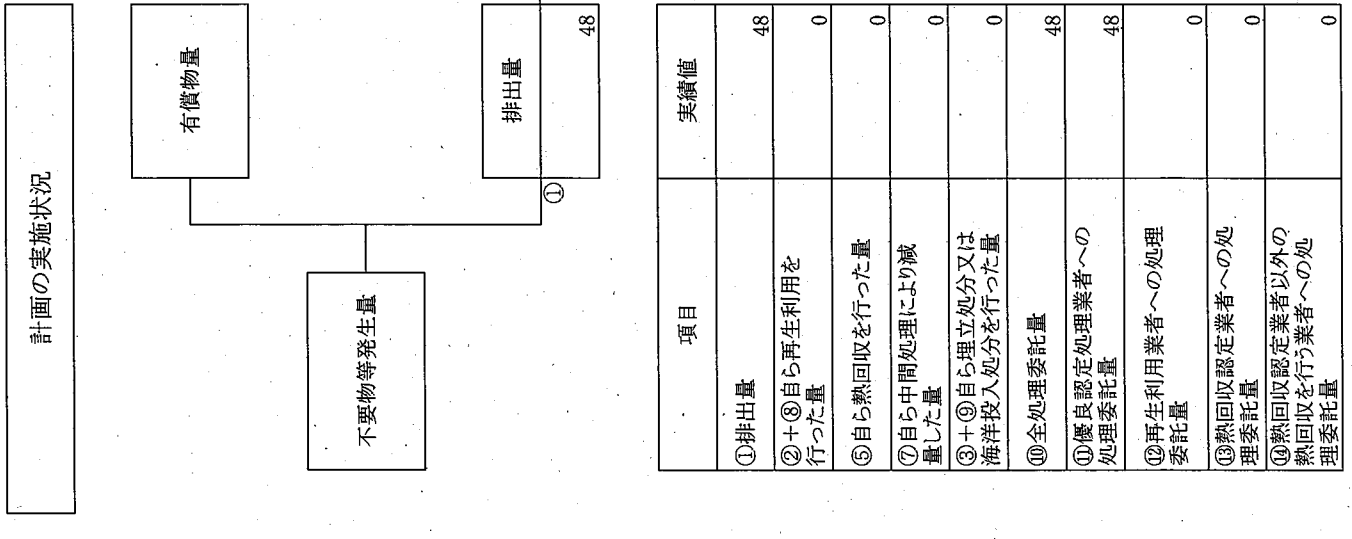 計画の実施状況
有償物量
不要物等発生量
排出量
①
48
項目
実績値
①排出量
48
②+⑧自ら再生利用を
行った量
0
⑤自ら熱回収を行った量
0
⑦自ら中間処理により減
量した量
0
③+⑨自ら埋立処分又は
海洋投入処分を行った量
0
⑩全処理委託量
48
⑪優良認定処理業者への
処理委託量
48
⑫再生利用業者への処理
委託量
0
⑬熱回収認定業者への処
理委託量
0
⑭熱回収認定業者以外の
熱回収を行う業者への処
理委託量
0